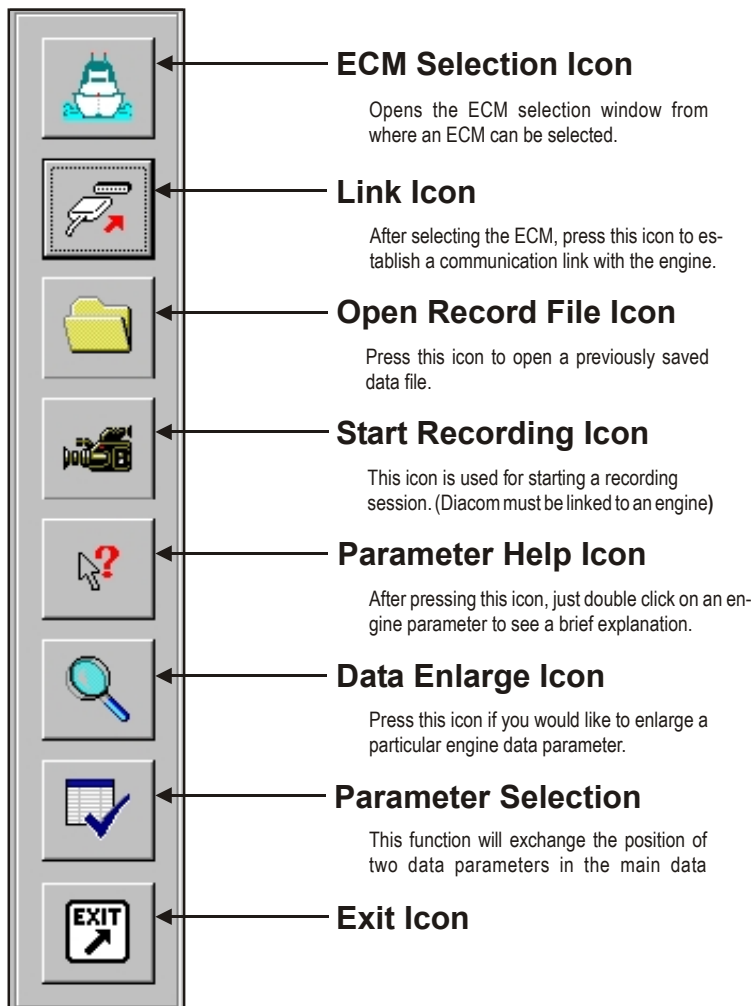 ECM Selection Icon
Opens the ECM selection window from
where an ECM can be selected.
Link Icon
After selecting the ECM, press this icon to es-
tablish a communication link with the engine.
Open Record File Icon
Press this icon to open a previously saved
data file.
Start Recording Icon
This icon is used for starting a recording
session. (Diacom must be linked to an engine)
Parameter Help Icon
After pressing this icon, just double click on an en-
gine parameter to see a brief explanation.
?
Data Enlarge Icon
Press this icon if you would like to enlarge a
particular engine data parameter.
Parameter Selection
This function will exchange the position of
two data parameters in the main data
Exit Icon
EXIT